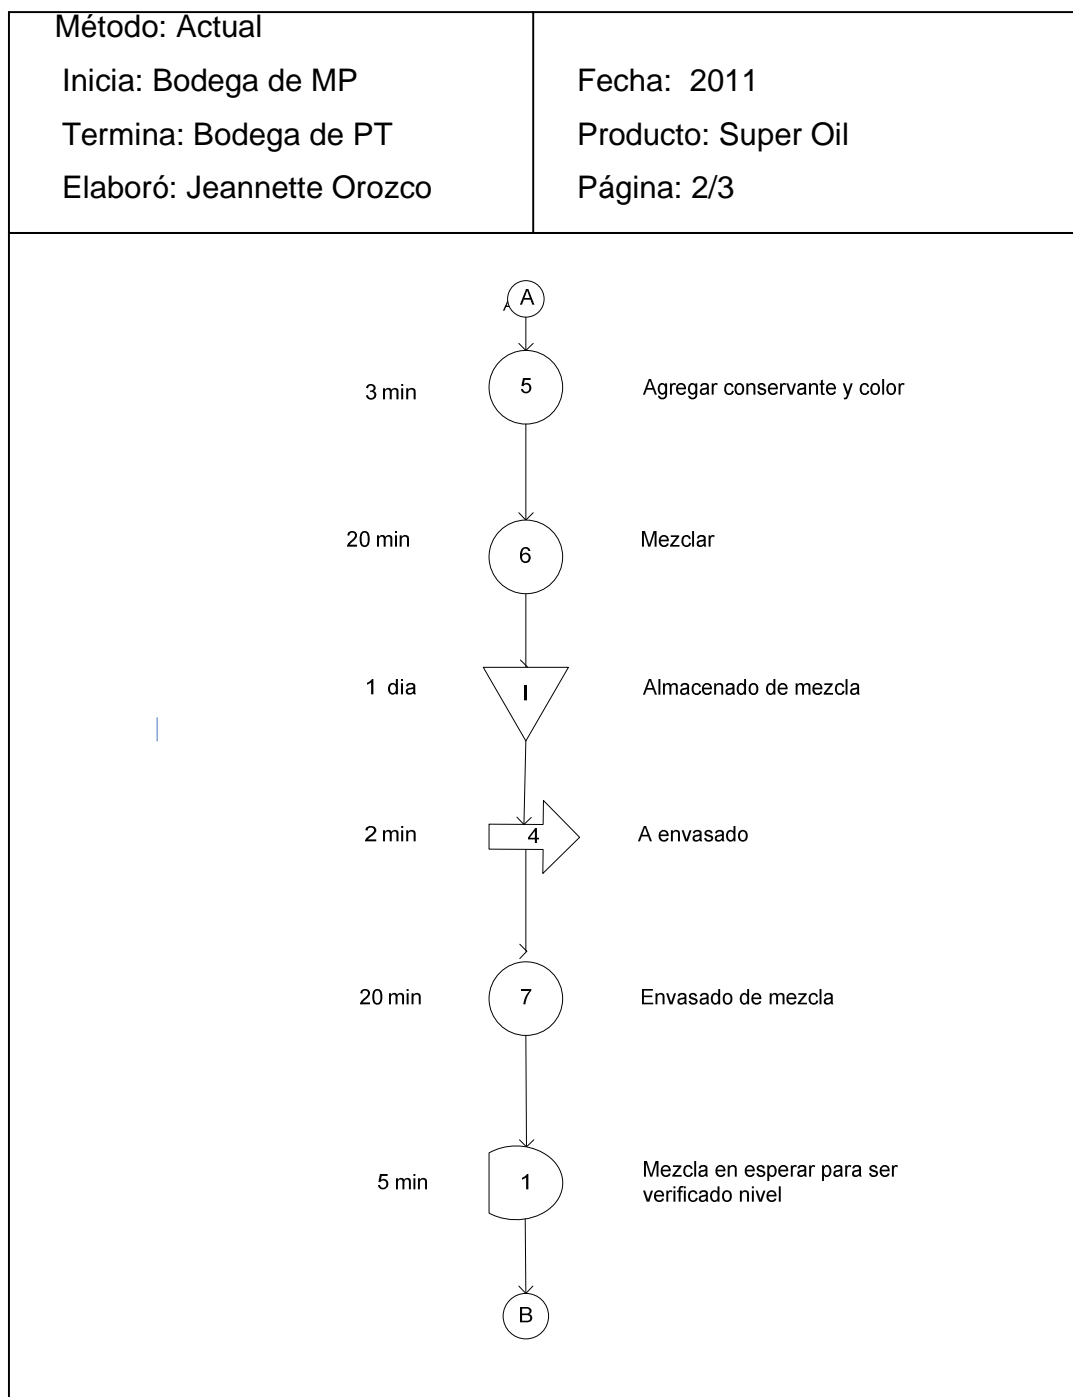 Método: Actual
Inicia: Bodega de MP
Termina: Bodega de PT
Elaboró: Jeannette Orozco
Fecha:  2011
Producto: Super Oil
Página: 2/3
A A
3 min 5 Agregar conservante y color
20 min 6 Mezclar
1 dia I Almacenado de mezcla
2 min 4 A envasado
20 min 7 Envasado de mezcla
5 min 1 Mezcla en esperar para ser
verificado nivel
B